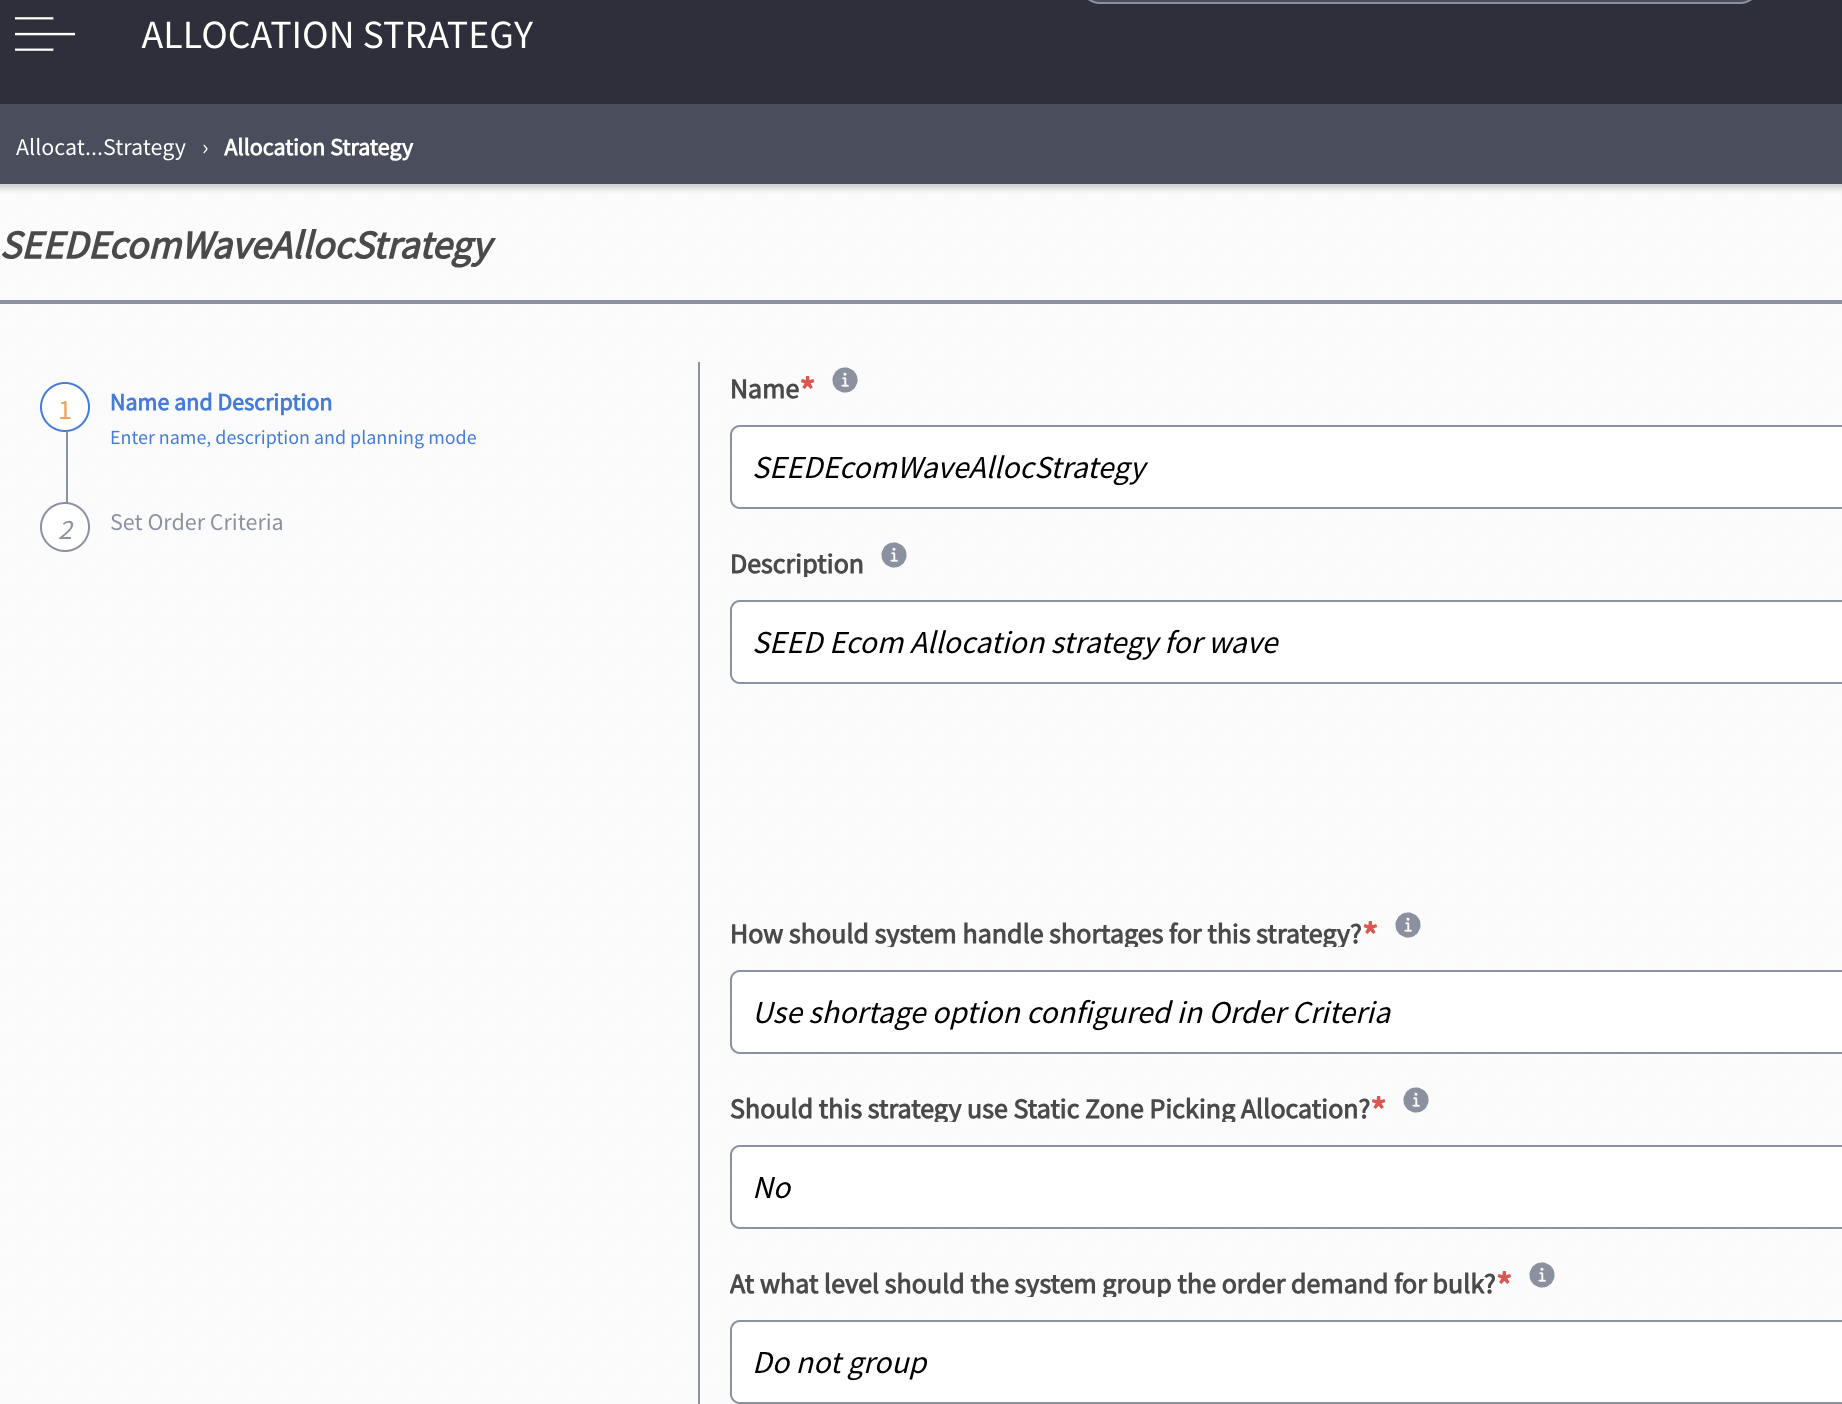 ALLOCATION STRATEGY
Allocat...Strategy › Allocation Strategy
SEEDEcomWaveAllocStrategy
1 Name and Description
Enter name, description and planning mode
2 Set Order Criteria
Name*
SEEDEcomWaveAllocStrategy
Description
SEED Ecom Allocation strategy for wave
How should system handle shortages for this strategy?*
Use shortage option configured in Order Criteria
Should this strategy use Static Zone Picking Allocation?*
No
At what level should the system group the order demand for bulk?*
Do not group